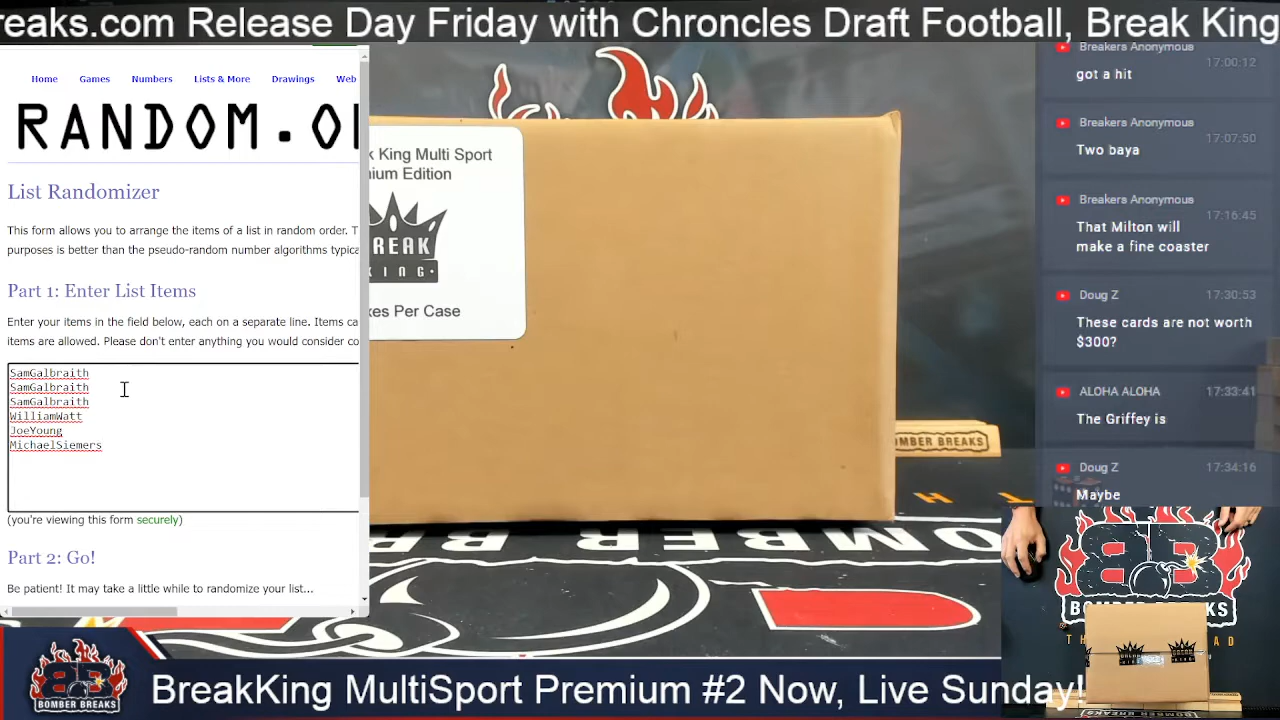 reaks.com Release Day Friday with Chroncles Draft Football, Break King
Home Games Numbers Lists & More Drawings Web
RANDOM.O
List Randomizer
This form allows you to arrange the items of a list in random order. T
purposes is better than the pseudo-random number algorithms typica
Part 1: Enter List Items
Enter your items in the field below, each on a separate line. Items ca
items are allowed. Please don't enter anything you would consider co
SamGalbraith
SamGalbraith
SamGalbraith
WilliamWatt
JoeYoung
MichaelSiemers
(you're viewing this form securely)
Part 2: Go!
Be patient! It may take a little while to randomize your list...
k King Multi Sport
ium Edition
BREAK
KING
xes Per Case
BOMBER BREAKS
Breakers Anonymous
17:00:12
got a hit
Breakers Anonymous
17:07:50
Two baya
Breakers Anonymous
17:16:45
That Milton will
make a fine coaster
Doug Z 17:30:53
These cards are not worth
$300?
ALOHA ALOHA 17:33:41
The Griffey is
Doug Z 17:34:16
Maybe
BB
BOMBER BREAKS
BB
BOMBER BREAKS
BreakKing MultiSport Premium #2 Now, Live Sunday!